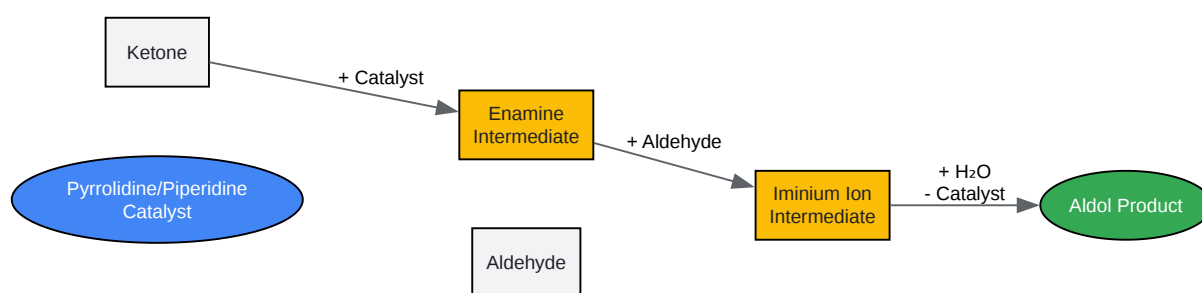 Ketone
+ Catalyst
Enamine
Intermediate
+ Aldehyde
Pyrrolidine/Piperidine
Catalyst
Iminium Ion
Intermediate
+ H₂O
- Catalyst
Aldol Product
Aldehyde